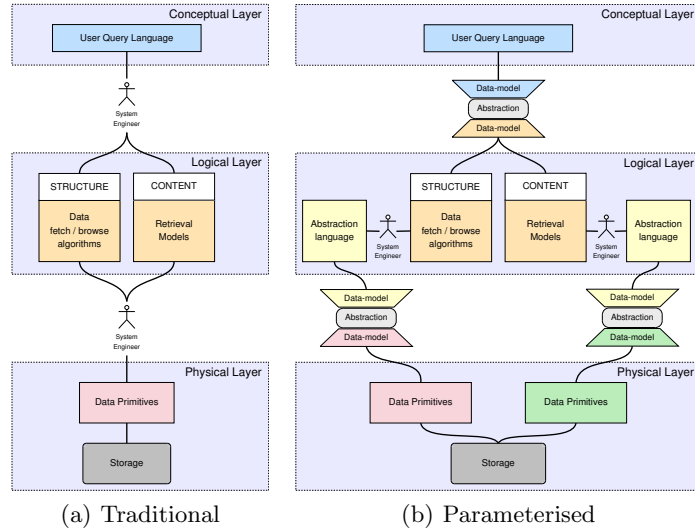 Conceptual Layer
User Query Language
System
Engineer
Logical Layer
STRUCTURE
CONTENT
Data
fetch / browse
algorithms
Retrieval
Models
System
Engineer
Physical Layer
Data Primitives
Storage
(a) Traditional
Conceptual Layer
User Query Language
Data-model
Abstraction
Data-model
Logical Layer
STRUCTURE
CONTENT
Abstraction
language
System
Engineer
Data
fetch / browse
algorithms
Retrieval
Models
System
Engineer
Abstraction
language
Data-model
Abstraction
Data-model
Data-model
Abstraction
Data-model
Physical Layer
Data Primitives
Data Primitives
Storage
(b) Parameterised